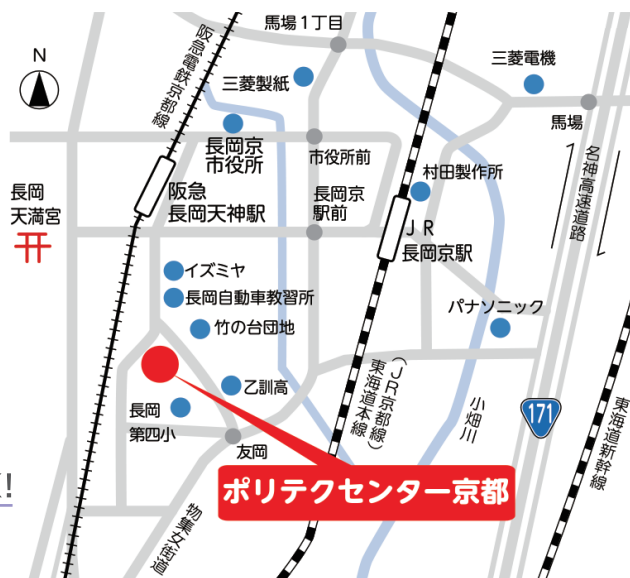 馬場1丁目
阪急電鉄京都線
N
三菱製紙
三菱電機
馬場
長岡京
市役所
市役所前
名神高速道路
村田製作所
阪急
長岡天神駅
長岡京
駅前
長岡
天満宮
JR
長岡京駅
イズミヤ
長岡自動車教習所
竹の台団地
パナソニック
乙訓高
長岡
第四小
友岡
(JR京都線)
東海道本線
小畑川
171
東海道新幹線
ポリテクセンター京都
物集女街道
!